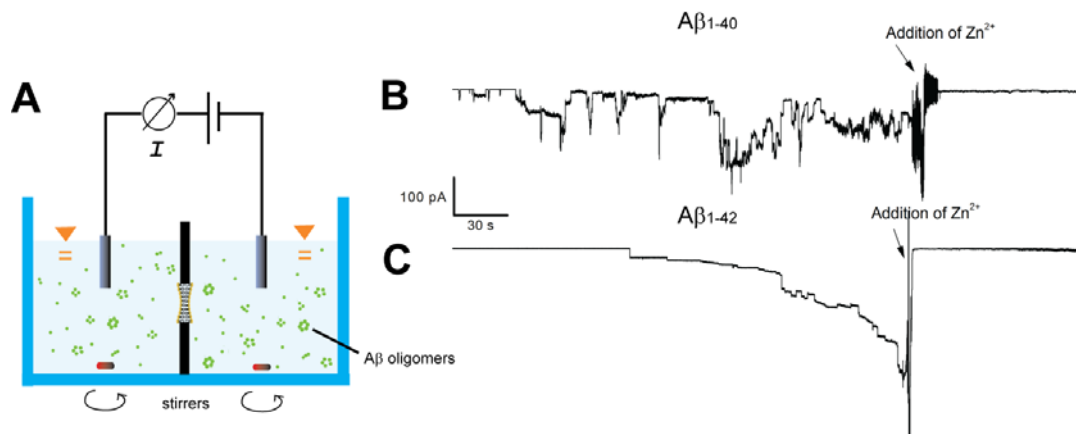 A
I
stirrers
Aβ oligomers
Aβ1-40
Addition of Zn2+
B
100 pA
30 s
Aβ1-42
Addition of Zn2+
C